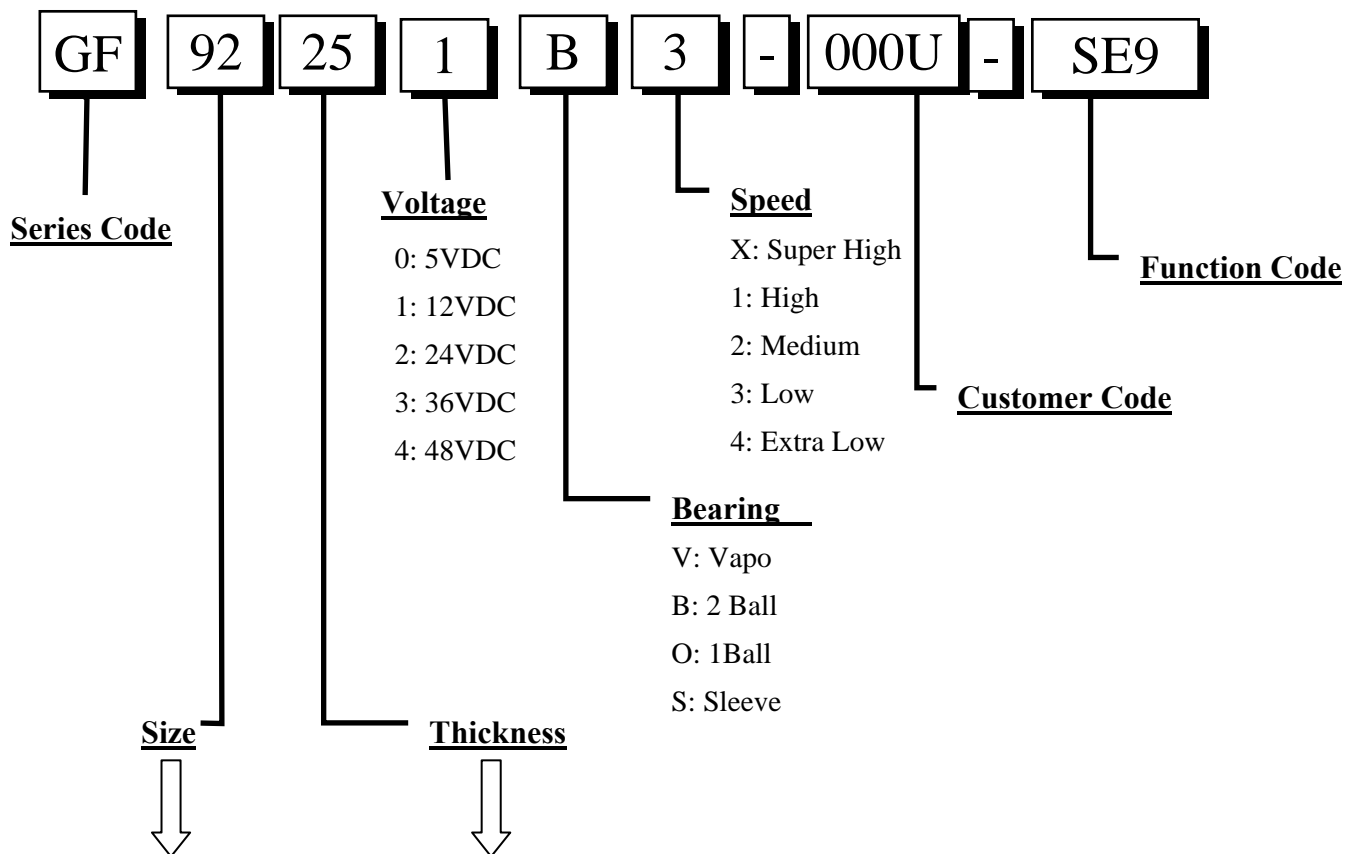 GF 92 25 1 B 3 - 000U - SE9
Series Code
Voltage
0: 5VDC
1: 12VDC
2: 24VDC
3: 36VDC
4: 48VDC
Speed
X: Super High
1: High
2: Medium
3: Low
4: Extra Low
Function Code
Customer Code
Bearing
V: Vapo
B: 2 Ball
O: 1Ball
S: Sleeve
Size
Thickness